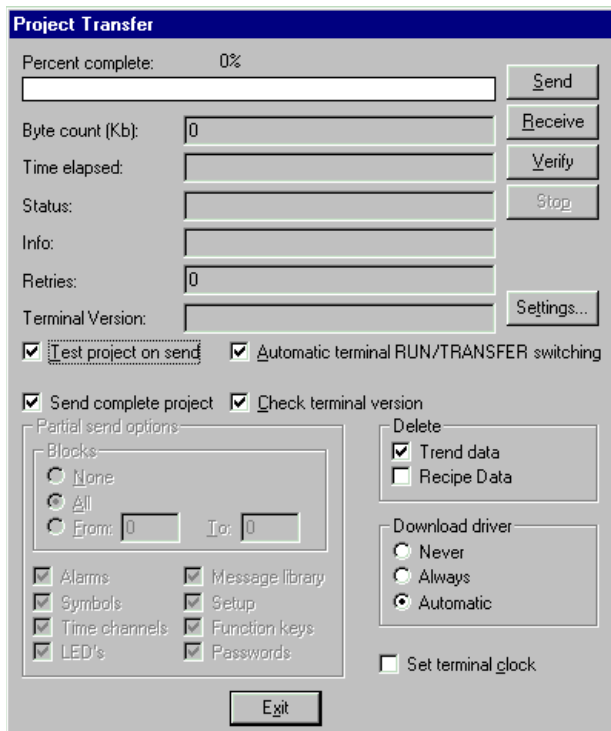 Project Transfer
Percent complete: 0%
Send
Byte count (Kb): 0
Receive
Time elapsed:
Verify
Status:
Stop
Info:
Retries: 0
Terminal Version:
Settings...
Test project on send Automatic terminal RUN/TRANSFER switching
Send complete project Check terminal version
Partial send options
Blocks
None
All
From: 0 To: 0
Alarms Message library
Symbols Setup
Time channels Function keys
LED's Passwords
Delete
Trend data
Recipe Data
Download driver
Never
Always
Automatic
Set terminal clock
Exit